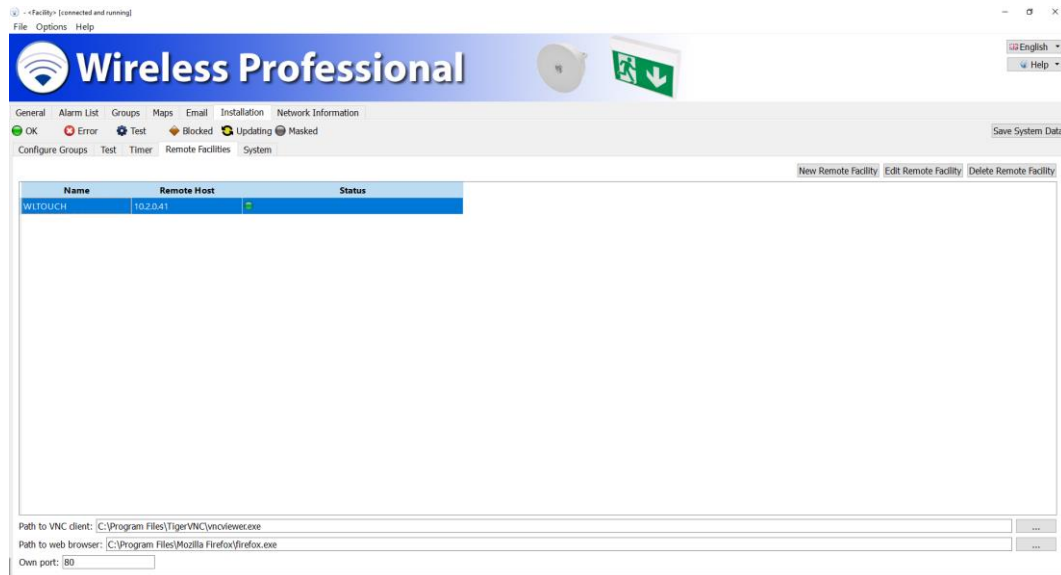 - <Facility> [connected and running]
File Options Help
Wireless Professional
English
Help
General Alarm List Groups Maps Email Installation Network Information
OK Error Test Blocked Updating Masked Save System Data
Configure Groups Test Timer Remote Facilities System
New Remote Facility Edit Remote Facility Delete Remote Facility
Name Remote Host Status
WLTOUCH 10.2.0.41
Path to VNC client: C:\Program Files\TigerVNC\vncviewer.exe ...
Path to web browser: C:\Program Files\Mozilla Firefox\firefox.exe ...
Own port: 80